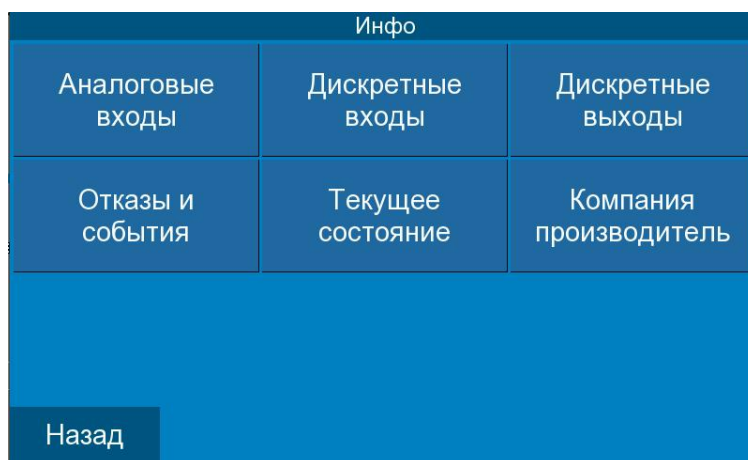 Инфо
Аналоговые
входы
Дискретные
входы
Дискретные
выходы
Отказы и
события
Текущее
состояние
Компания
производитель
Назад